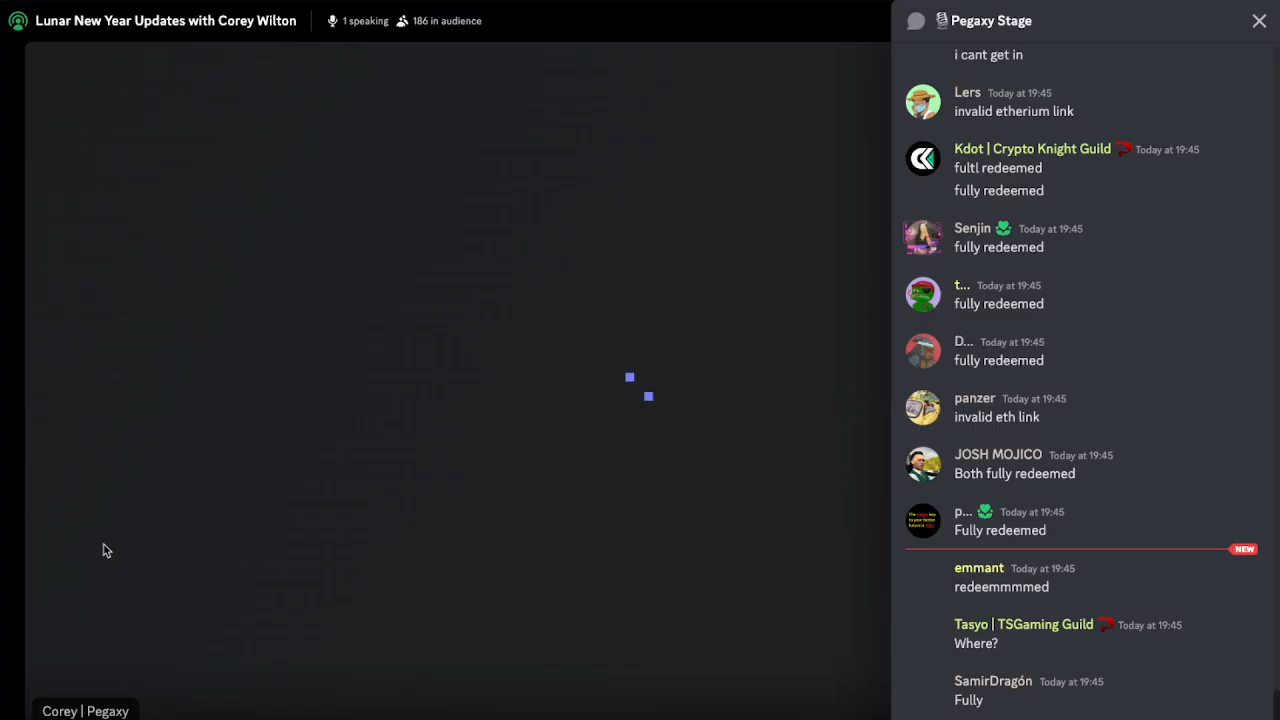 Lunar New Year Updates with Corey Wilton
1 speaking
186 in audience
Pegaxy Stage
i cant get in
Lers Today at 19:45
invalid etherium link
Kdot | Crypto Knight Guild Today at 19:45
fultl redeemed
fully redeemed
Senjin Today at 19:45
fully redeemed
t... Today at 19:45
fully redeemed
D... Today at 19:45
fully redeemed
panzer Today at 19:45
invalid eth link
JOSH MOJICO Today at 19:45
Both fully redeemed
p... Today at 19:45
Fully redeemed
NEW
emmant Today at 19:45
redeemmmmed
Tasyo | TSGaming Guild Today at 19:45
Where?
SamirDragón Today at 19:45
Fully
Corey | Pegaxy